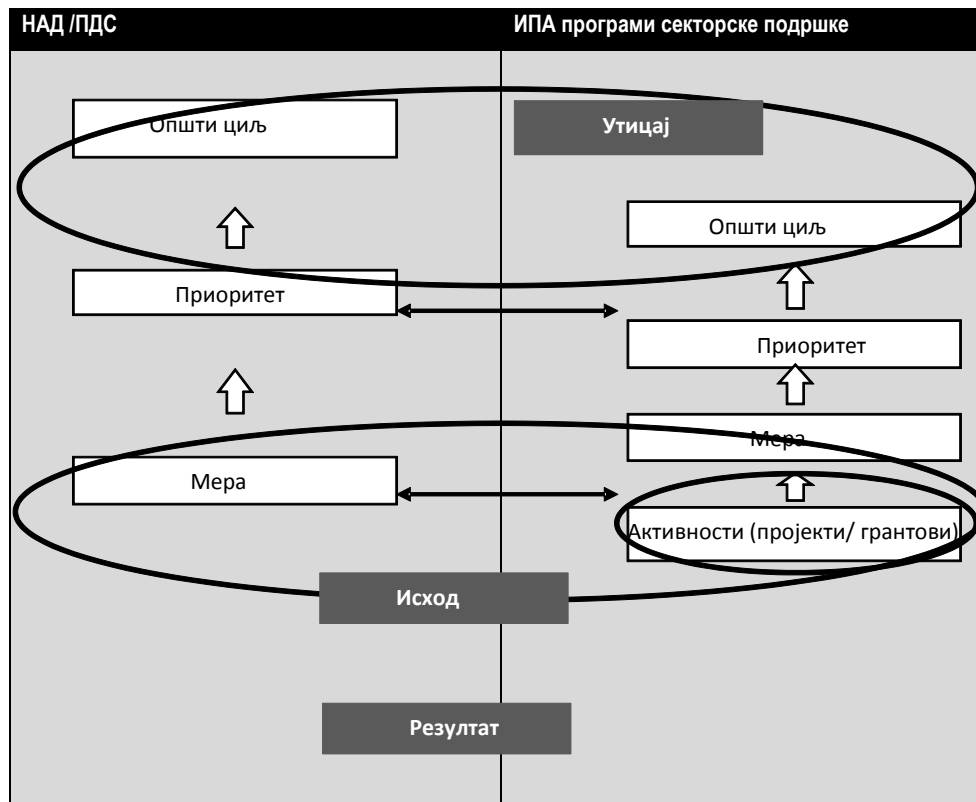 НАД /ПДС
ИПА програми секторске подршке
Општи циљ
Утицај
Општи циљ
Приоритет
Приоритет
Мера
Мера
Активности (пројекти/ грантови)
Исход
Резултат